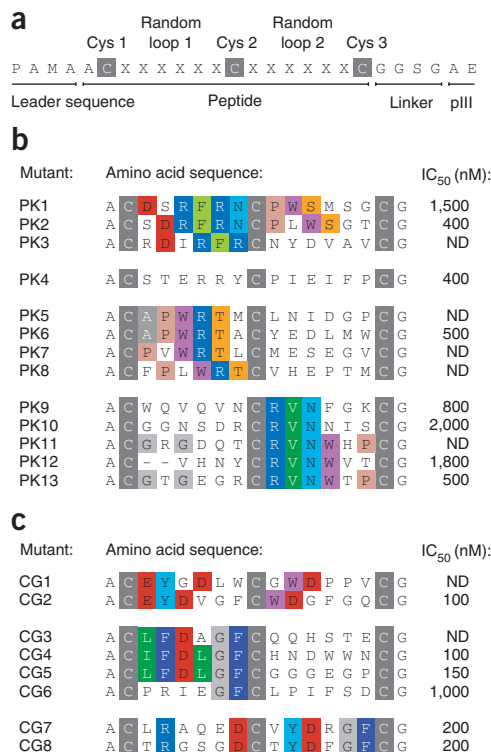 a
Random Random
Cys 1 loop 1 Cys 2 loop 2 Cys 3
P A M A A C X X X X X X C X X X X X X C G G S G A E
Leader sequence Peptide Linker pIII
b
Mutant: Amino acid sequence: IC50 (nM):
PK1 A C D S R F R N C P W S M S G C G 1,500
PK2 A C S D R F R N C P L W S G T C G 400
PK3 A C R D I R F R C N Y D V A V C G ND
PK4 A C S T E R R Y C P I E I F P C G 400
PK5 A C A P W R T M C L N I D G P C G ND
PK6 A C A P W R T A C Y E D L M W C G 500
PK7 A C P V W R T L C M E S E G V C G ND
PK8 A C F P L W R T C V H E P T M C G ND
PK9 A C W Q V Q V N C R V N F G K C G 800
PK10 A C G G N S D R C R V N N I S C G 2,000
PK11 A C G R G D Q T C R V N W H P C G ND
PK12 A C - - V H N Y C R V N W V T C G 1,800
PK13 A C G T G E G R C R V N W T P C G 500
c
Mutant: Amino acid sequence: IC50 (nM):
CG1 A C E Y G D L W C G W D P P V C G ND
CG2 A C E Y D V G F C W D G F G Q C G 100
CG3 A C L F D A G F C Q Q H S T E C G ND
CG4 A C I F D L G F C H N D W W N C G 100
CG5 A C L F D L G F C G G G E G P C G 150
CG6 A C P R I E G F C L P I F S D C G 1,000
CG7 A C L R A Q E D C V Y D R G F C G 200
CG8 A C T R G S G D C T Y D F G F C G 200